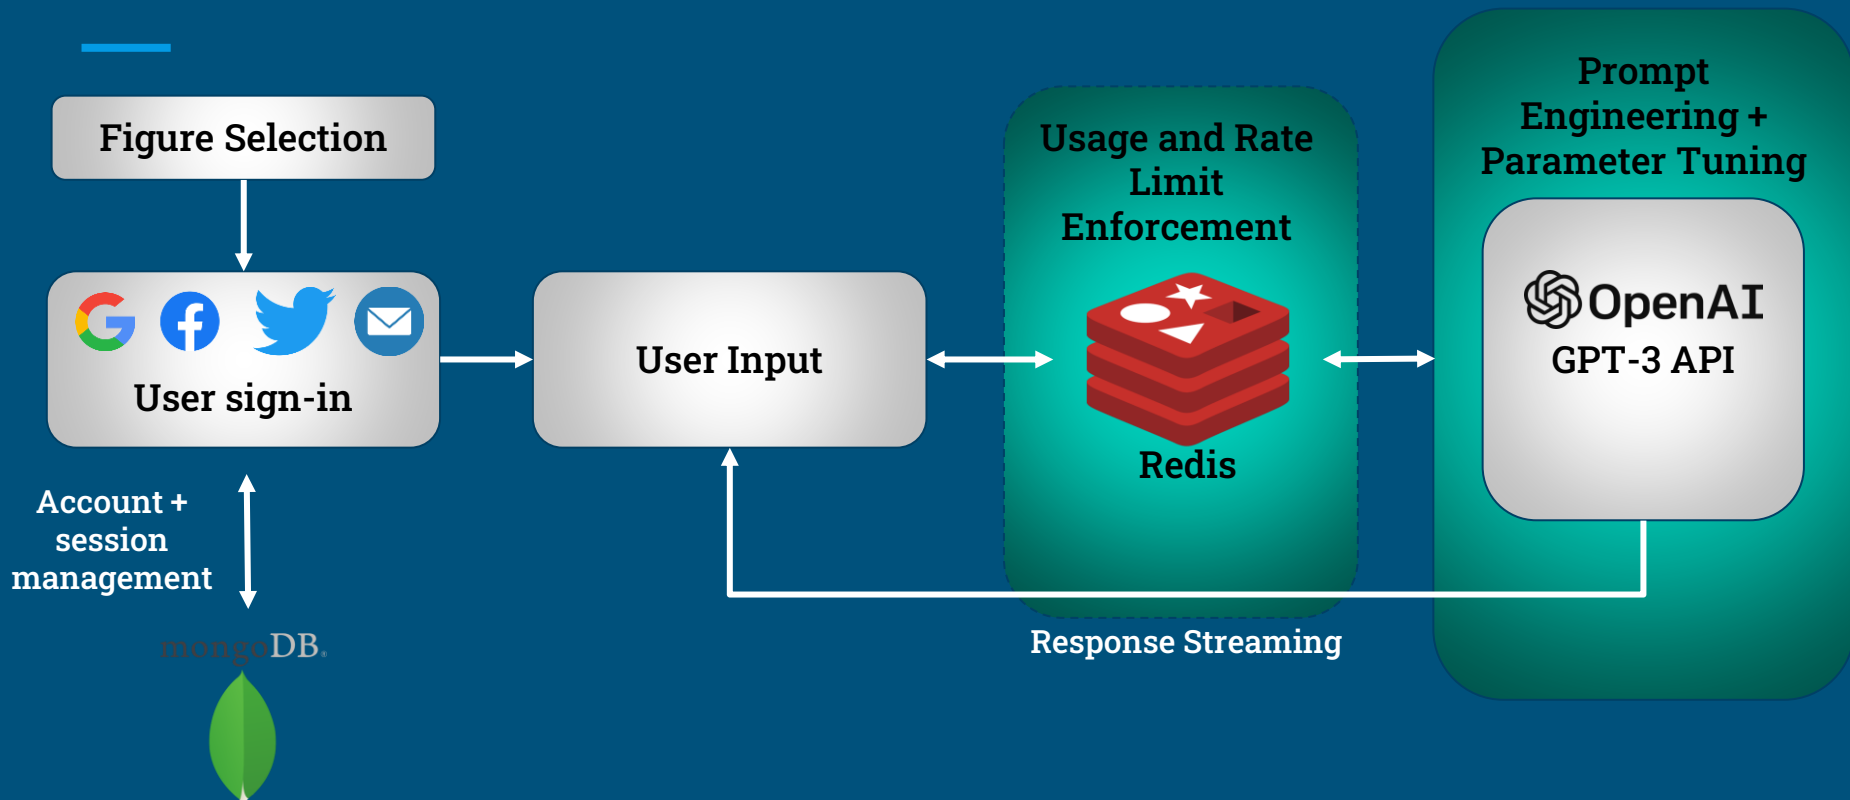 Figure Selection
User sign-in
Account +
session
management
mongoDB®
User Input
Usage and Rate
Limit
Enforcement
Redis
Response Streaming
Prompt
Engineering +
Parameter Tuning
OpenAI
GPT-3 API